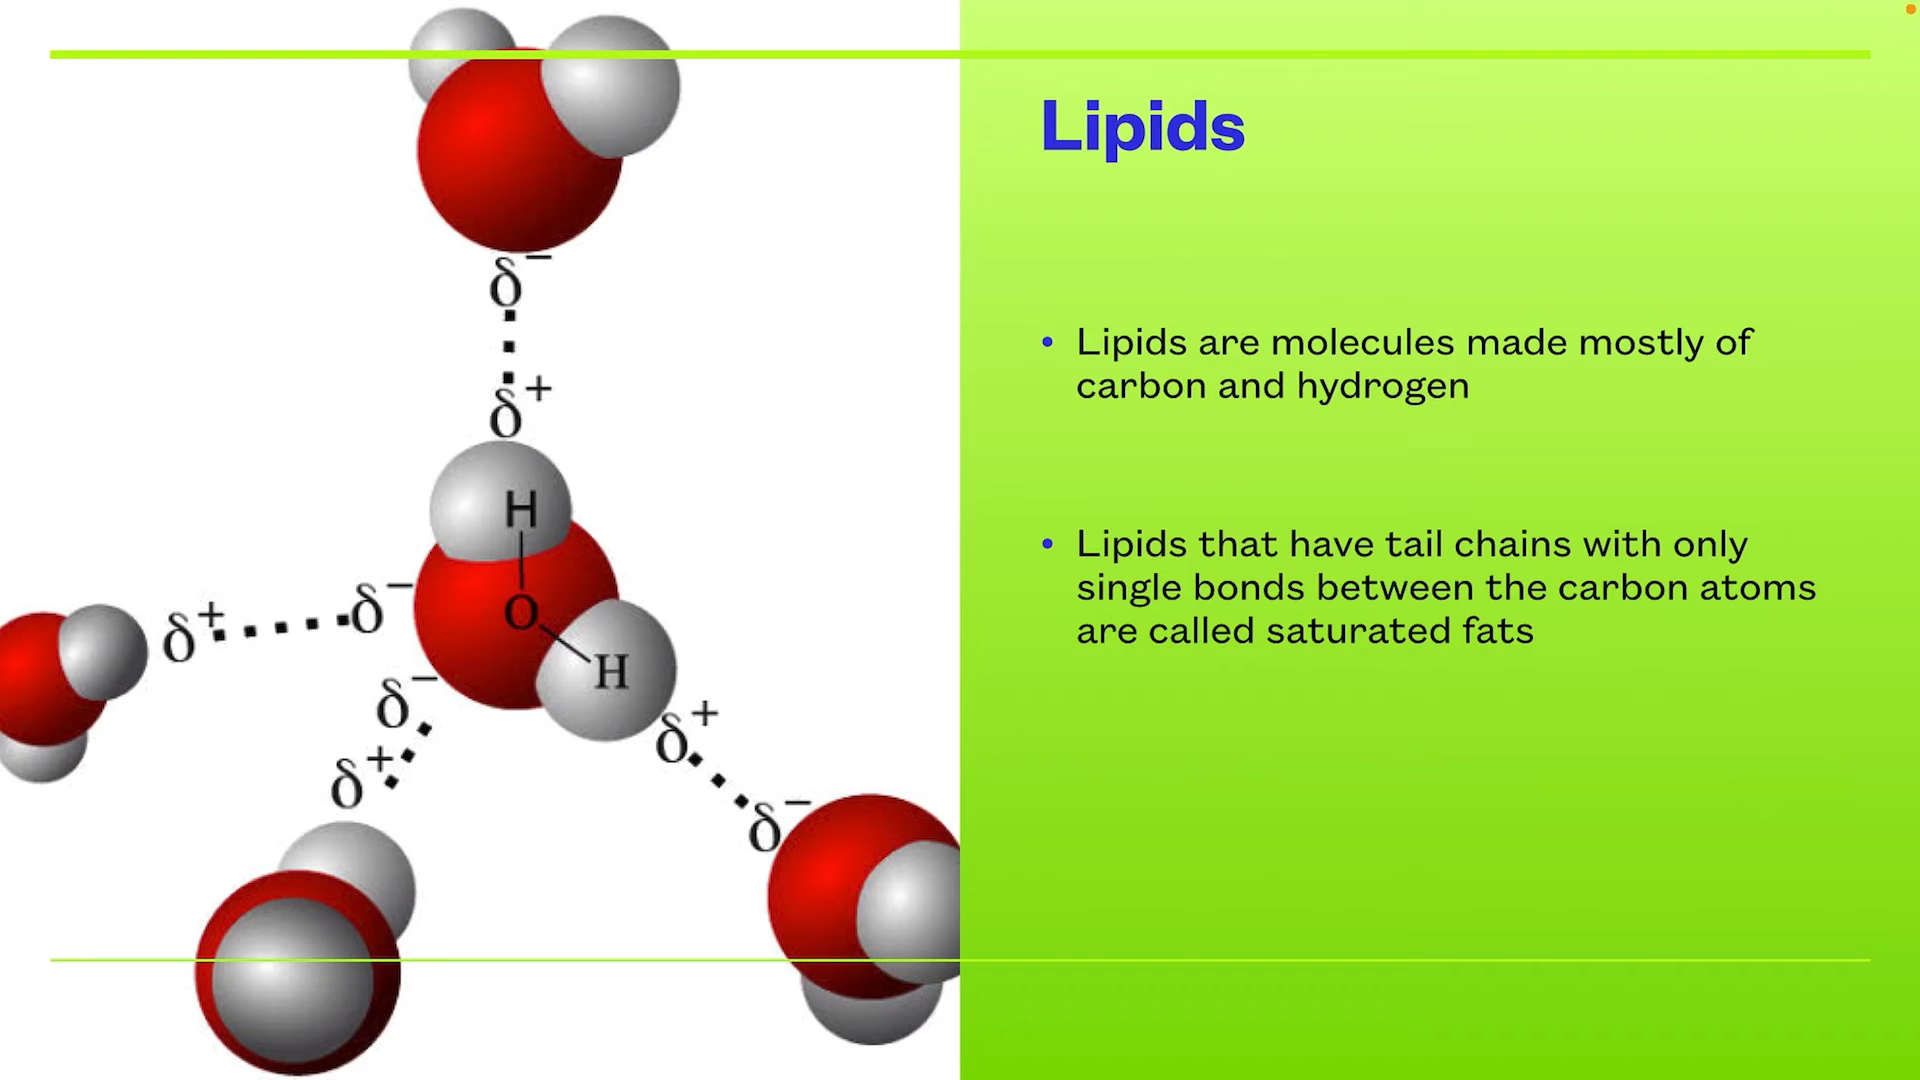 Lipids
• Lipids are molecules made mostly of
carbon and hydrogen
• Lipids that have tail chains with only
single bonds between the carbon atoms
are called saturated fats
δ−
δ+
H
O
H
δ+
δ−
δ−
δ+
δ+
δ−